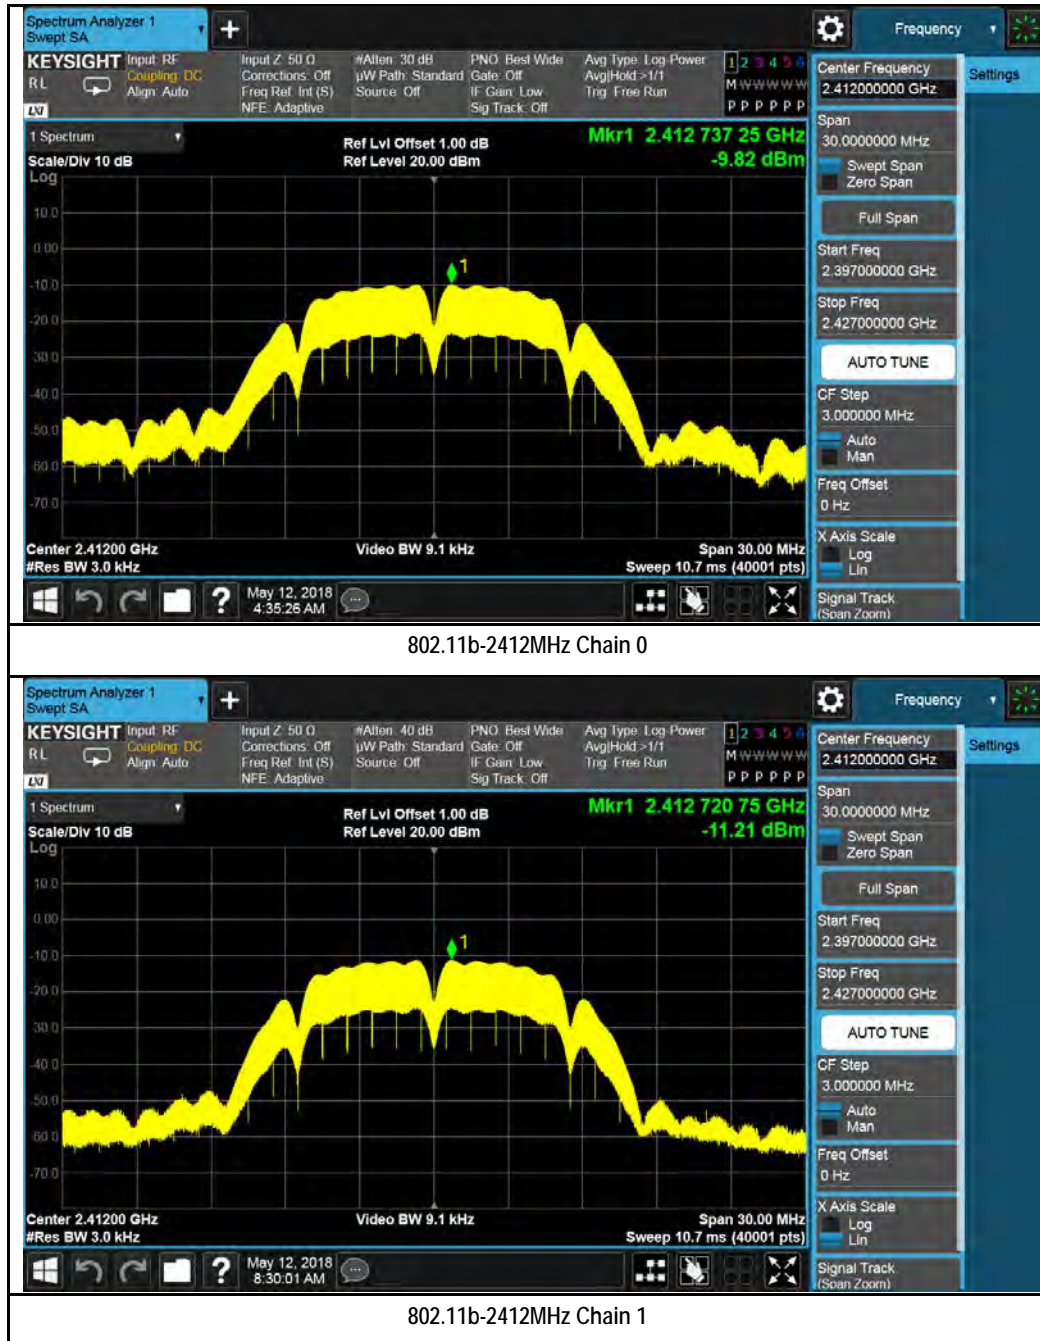 Spectrum Analyzer 1
Swept SA
+
Frequency
KEYSIGHT Input: RF
RL Coupling: DC
Align: Auto
LXI
Input Z: 50 Ω
Corrections: Off
Freq Ref: Int (S)
NFE: Adaptive
#Atten: 30 dB
µW Path: Standard
Source: Off
PNO: Best Wide
Gate: Off
IF Gain: Low
Sig Track: Off
Avg Type: Log-Power
Avg|Hold:>1/1
Trig: Free Run
1 2 3 4 5 6
M W W W W W
P P P P P P
Center Frequency
2.412000000 GHz
Settings
1 Spectrum
Scale/Div 10 dB
Log
Ref Lvl Offset 1.00 dB
Ref Level 20.00 dBm
Mkr1 2.412 737 25 GHz
-9.82 dBm
Span
30.0000000 MHz
Swept Span
Zero Span
Full Span
Start Freq
2.397000000 GHz
Stop Freq
2.427000000 GHz
AUTO TUNE
CF Step
3.000000 MHz
Auto
Man
Freq Offset
0 Hz
X Axis Scale
Log
Lin
Signal Track
(Span Zoom)
10.0
0.00
-10.0
-20.0
-30.0
-40.0
-50.0
-60.0
-70.0
1
Center 2.41200 GHz
#Res BW 3.0 kHz
Video BW 9.1 kHz
Span 30.00 MHz
Sweep 10.7 ms (40001 pts)
?
May 12, 2018
4:35:26 AM
802.11b-2412MHz Chain 0
Spectrum Analyzer 1
Swept SA
+
Frequency
KEYSIGHT Input: RF
RL Coupling: DC
Align: Auto
LXI
Input Z: 50 Ω
Corrections: Off
Freq Ref: Int (S)
NFE: Adaptive
#Atten: 40 dB
µW Path: Standard
Source: Off
PNO: Best Wide
Gate: Off
IF Gain: Low
Sig Track: Off
Avg Type: Log-Power
Avg|Hold:>1/1
Trig: Free Run
1 2 3 4 5 6
M W W W W W
P P P P P P
Center Frequency
2.412000000 GHz
Settings
1 Spectrum
Scale/Div 10 dB
Log
Ref Lvl Offset 1.00 dB
Ref Level 20.00 dBm
Mkr1 2.412 720 75 GHz
-11.21 dBm
Span
30.0000000 MHz
Swept Span
Zero Span
Full Span
Start Freq
2.397000000 GHz
Stop Freq
2.427000000 GHz
AUTO TUNE
CF Step
3.000000 MHz
Auto
Man
Freq Offset
0 Hz
X Axis Scale
Log
Lin
Signal Track
(Span Zoom)
10.0
0.00
-10.0
-20.0
-30.0
-40.0
-50.0
-60.0
-70.0
1
Center 2.41200 GHz
#Res BW 3.0 kHz
Video BW 9.1 kHz
Span 30.00 MHz
Sweep 10.7 ms (40001 pts)
?
May 12, 2018
8:30:01 AM
802.11b-2412MHz Chain 1